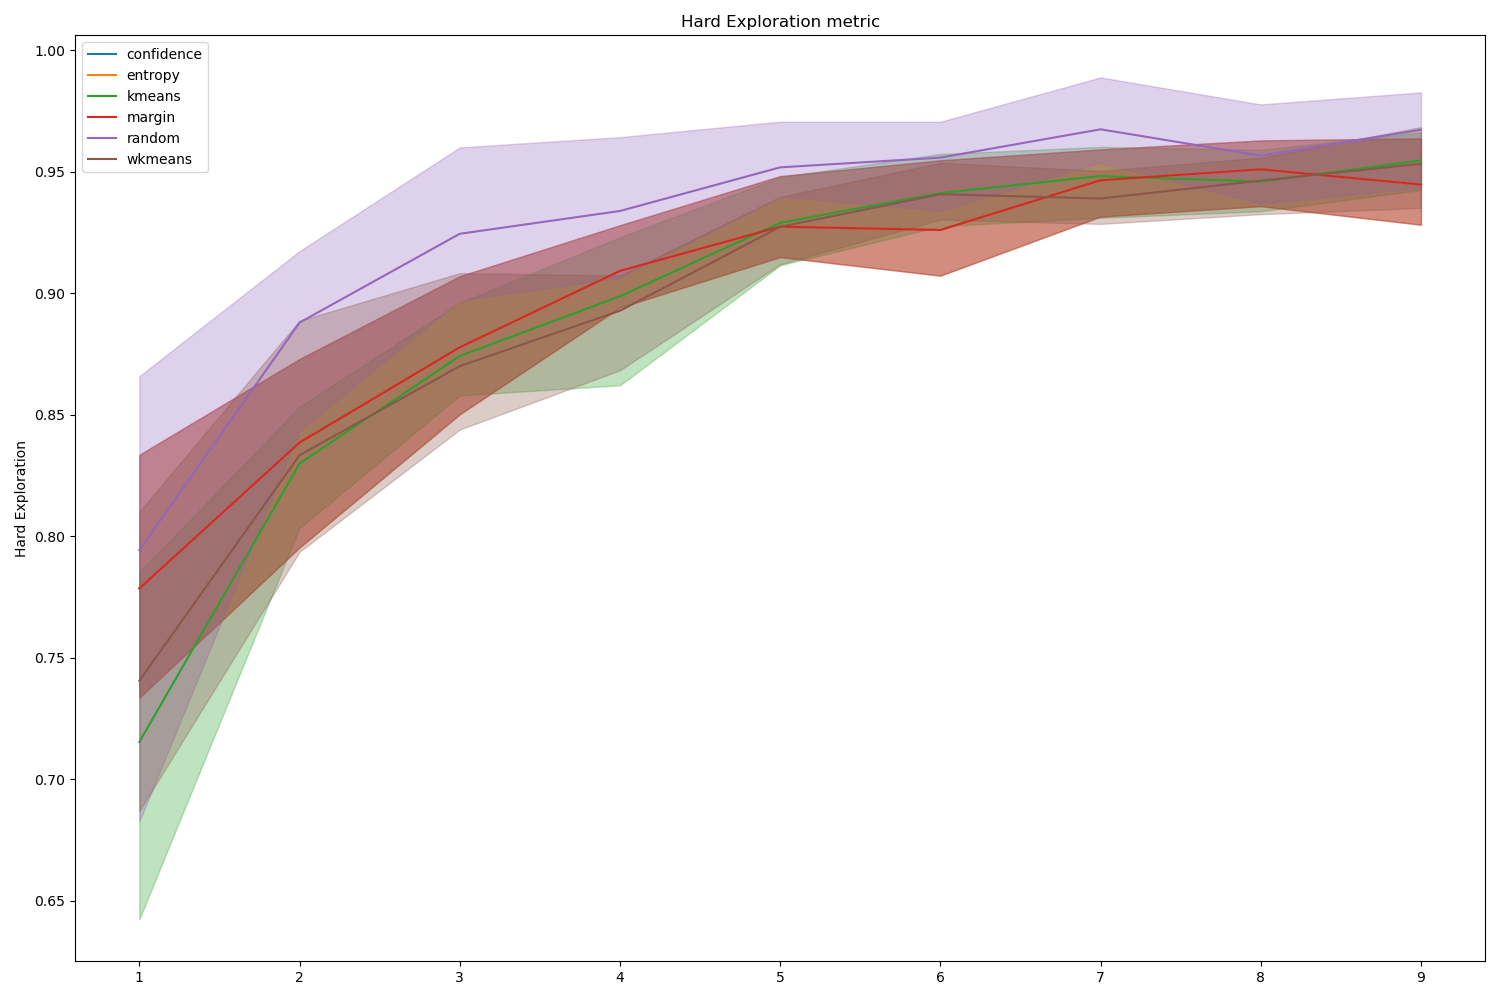 Hard Exploration metric
confidence
entropy
kmeans
margin
random
wkmeans
1.00
0.95
0.90
0.85
0.80
0.75
0.70
0.65
Hard Exploration
1 2 3 4 5 6 7 8 9